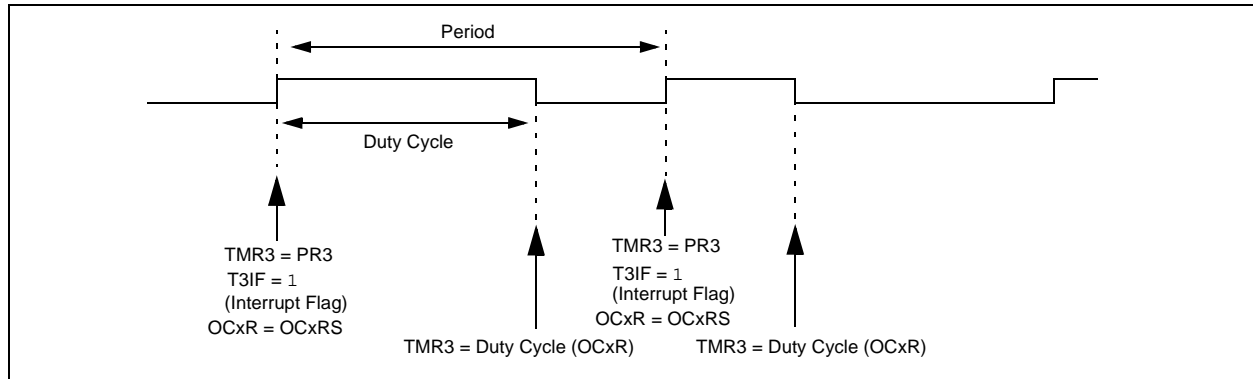 Period
Duty Cycle
TMR3 = PR3
T3IF = 1
(Interrupt Flag)
OCxR = OCxRS
TMR3 = Duty Cycle (OCxR)
TMR3 = PR3
T3IF = 1
(Interrupt Flag)
OCxR = OCxRS
TMR3 = Duty Cycle (OCxR)